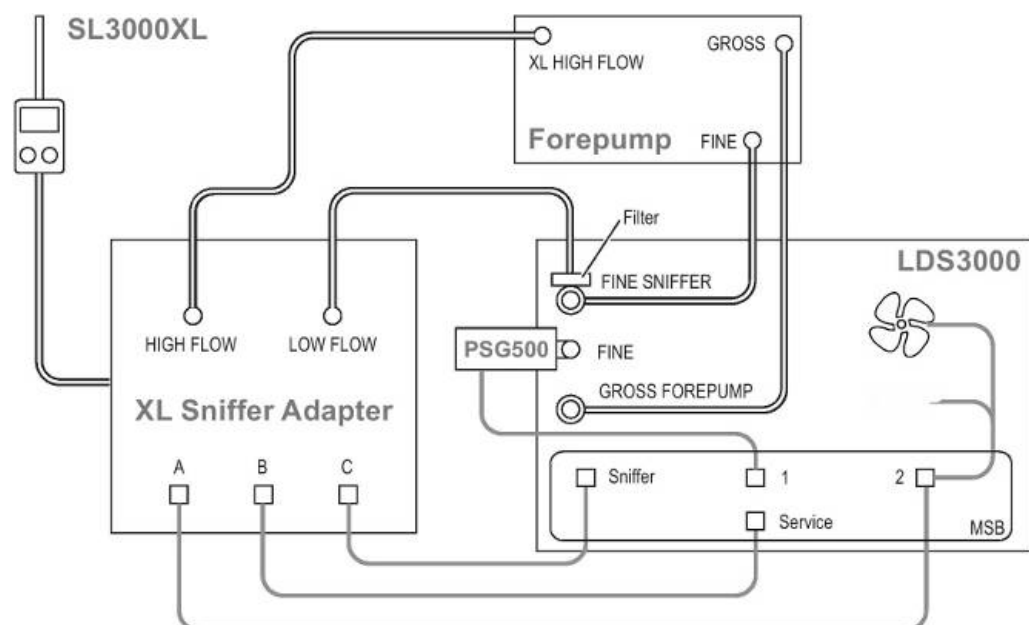 SL3000XL
XL HIGH FLOW
GROSS
Forepump
FINE
Filter
LDS3000
FINE SNIFFER
HIGH FLOW
LOW FLOW
PSG500
FINE
GROSS FOREPUMP
XL Sniffer Adapter
A
B
C
Sniffer
1
2
Service
MSB